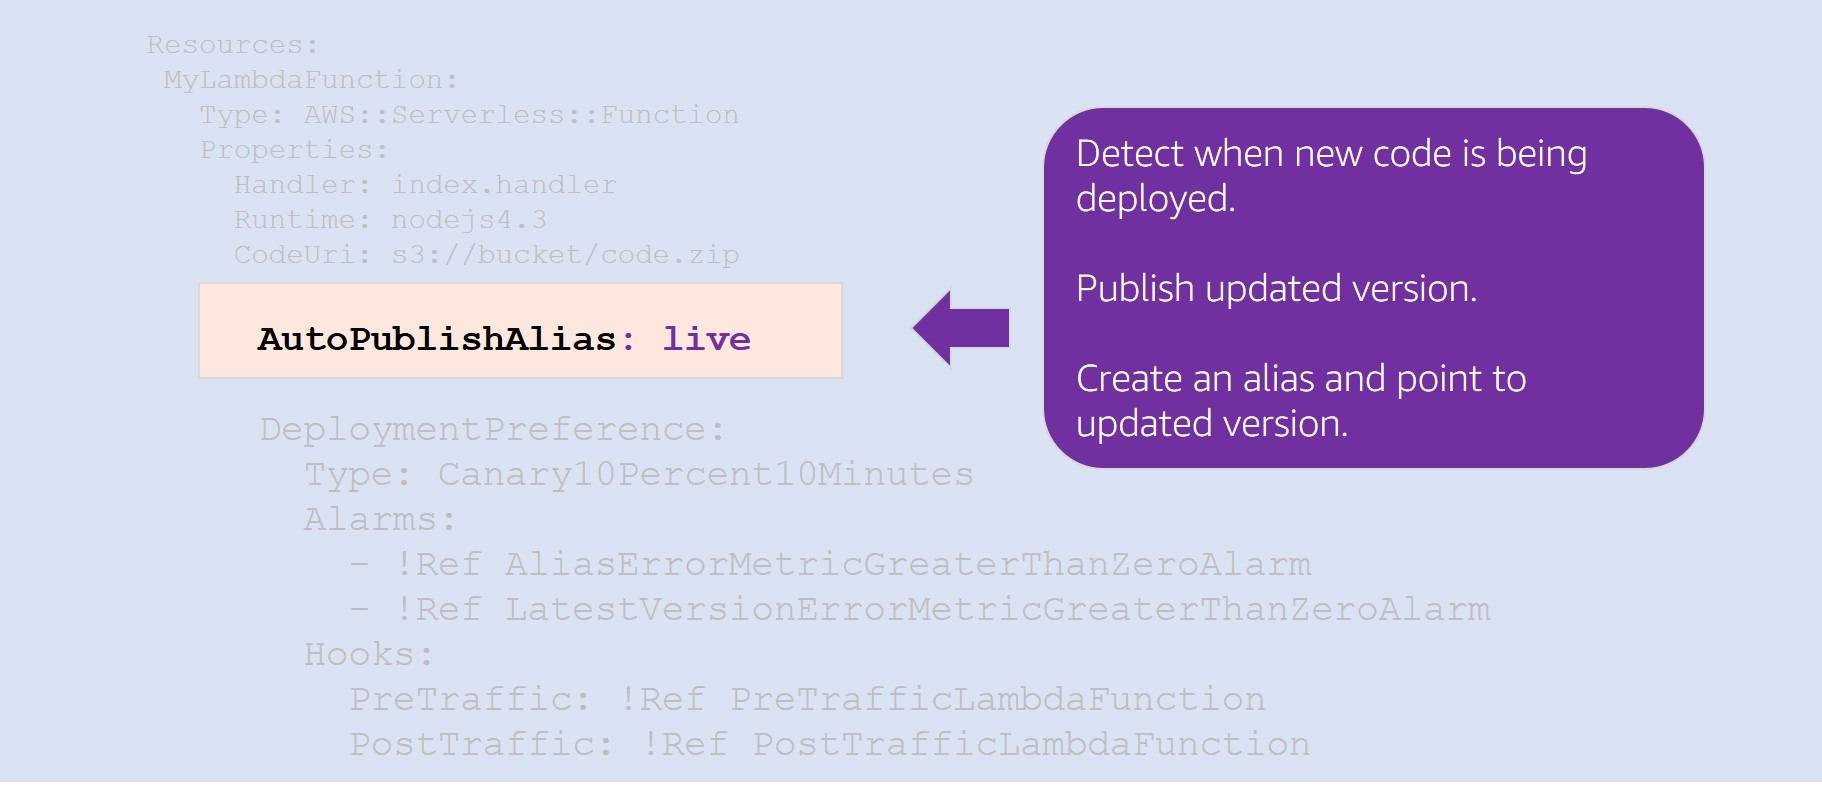 Resources:
MyLambdaFunction:
Type: AWS::Serverless::Function
Properties:
Handler: index.handler
Runtime: nodejs4.3
CodeUri: s3://bucket/code.zip
AutoPublishAlias: live
DeploymentPreference:
Type: Canary10Percent10Minutes
Alarms:
- !Ref AliasErrorMetricGreaterThanZeroAlarm
- !Ref LatestVersionErrorMetricGreaterThanZeroAlarm
Hooks:
PreTraffic: !Ref PreTrafficLambdaFunction
PostTraffic: !Ref PostTrafficLambdaFunction
Detect when new code is being
deployed.
Publish updated version.
Create an alias and point to
updated version.